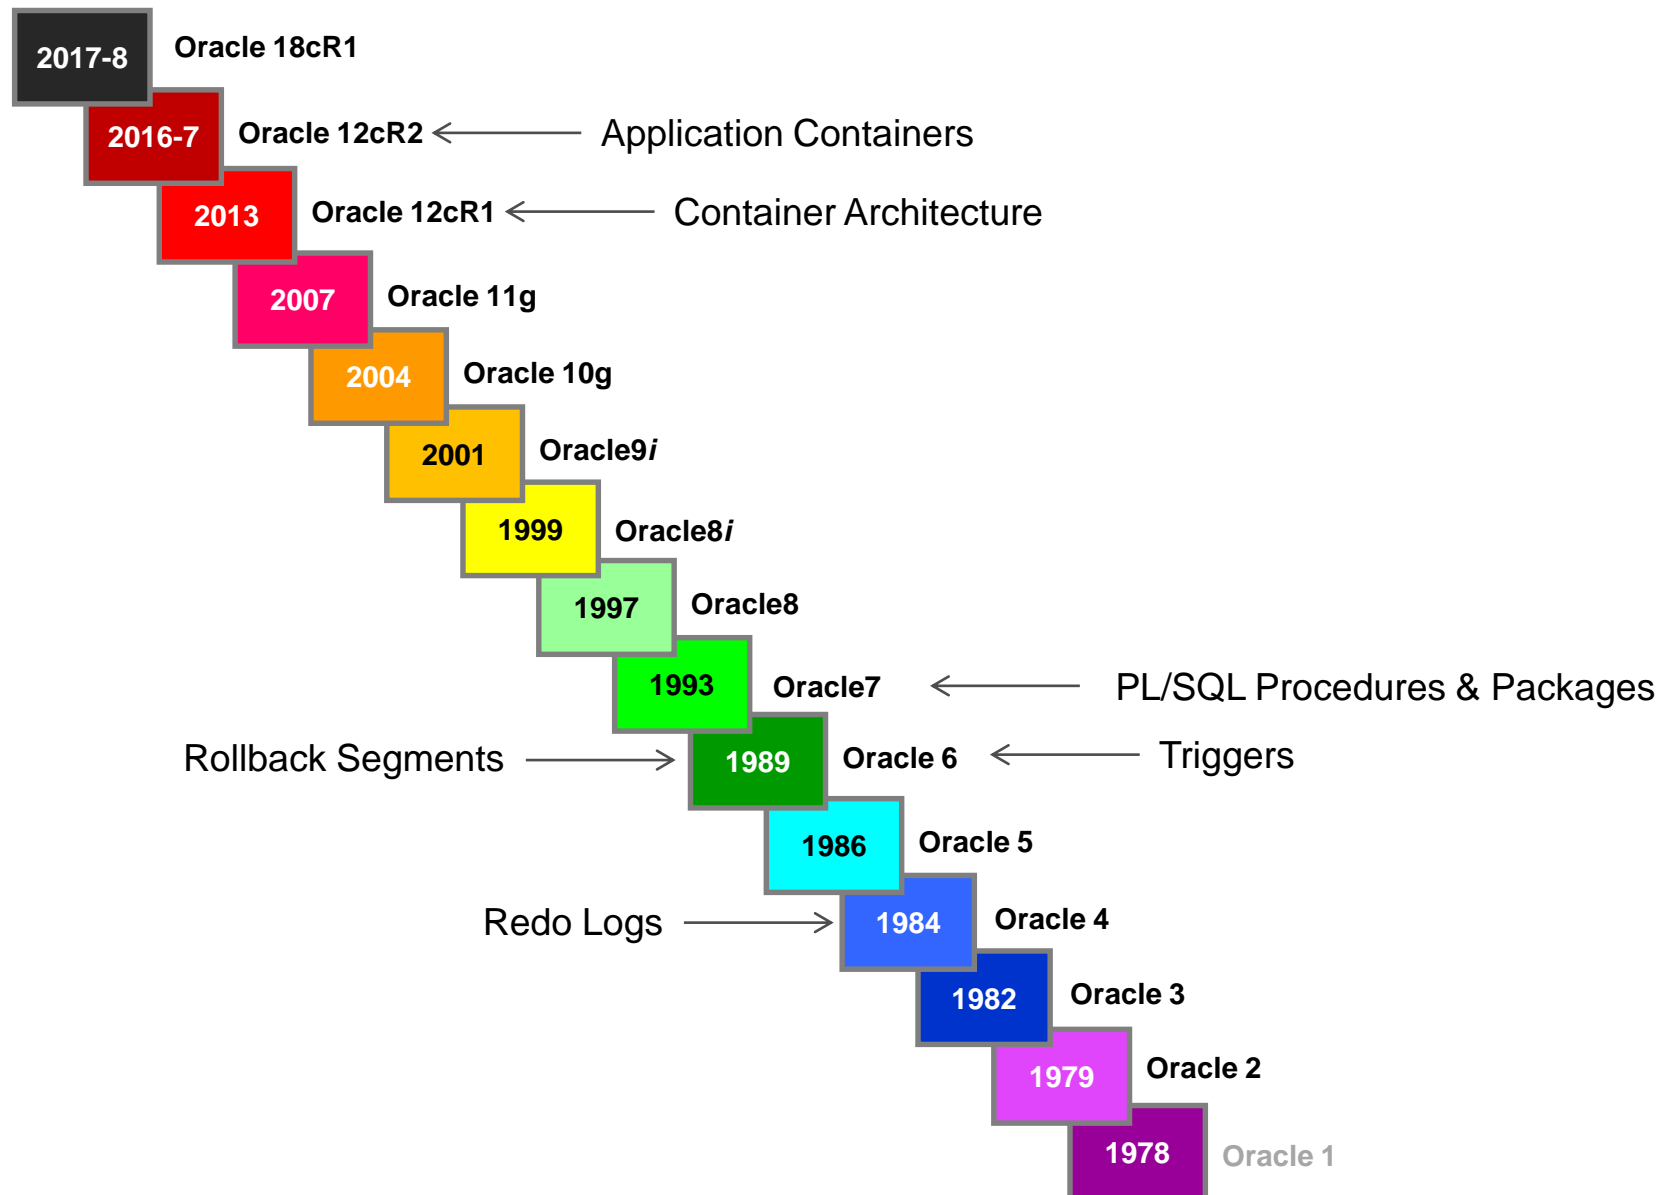 2017-8 Oracle 18cR1
2016-7 Oracle 12cR2 Application Containers
2013 Oracle 12cR1 Container Architecture
2007 Oracle 11g
2004 Oracle 10g
2001 Oracle9i
1999 Oracle8i
1997 Oracle8
1993 Oracle7 PL/SQL Procedures & Packages
Rollback Segments 1989 Oracle 6 Triggers
1986 Oracle 5
Redo Logs 1984 Oracle 4
1982 Oracle 3
1979 Oracle 2
1978 Oracle 1